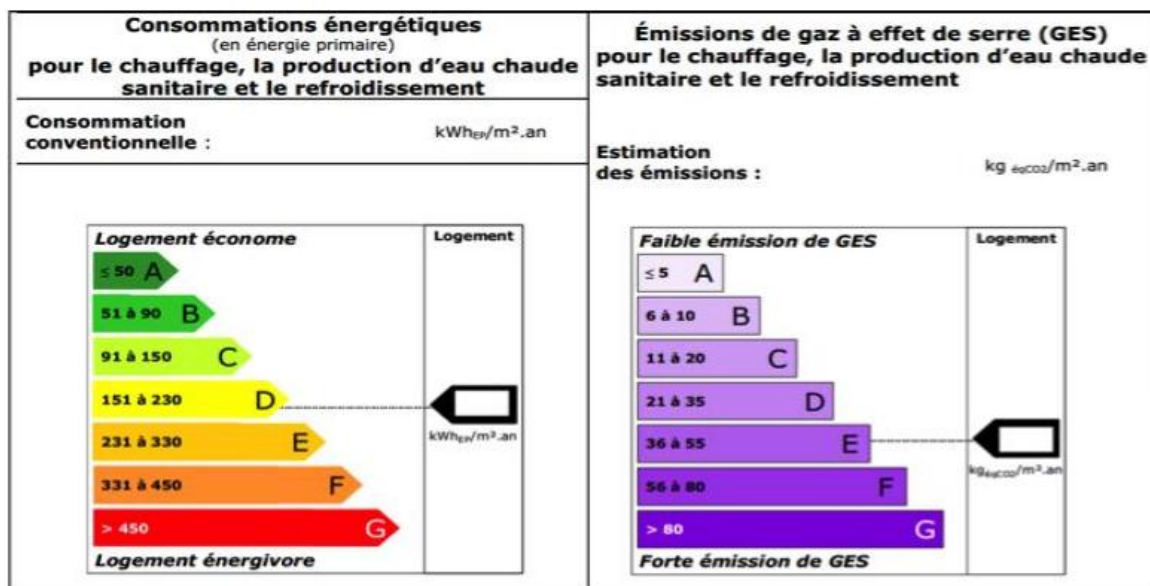 Consommations énergétiques
(en énergie primaire)
pour le chauffage, la production d'eau chaude
sanitaire et le refroidissement
Consommation
conventionnelle :
kWhEP/m².an
Logement économe
Logement
≤ 50 A
51 à 90 B
91 à 150 C
151 à 230 D
231 à 330 E
331 à 450 F
> 450 G
kWhEP/m².an
Logement énergivore
Émissions de gaz à effet de serre (GES)
pour le chauffage, la production d'eau chaude
sanitaire et le refroidissement
Estimation
des émissions :
kg éqCO2/m².an
Faible émission de GES
Logement
≤ 5 A
6 à 10 B
11 à 20 C
21 à 35 D
36 à 55 E
56 à 80 F
> 80 G
kgéqCO2/m².an
Forte émission de GES